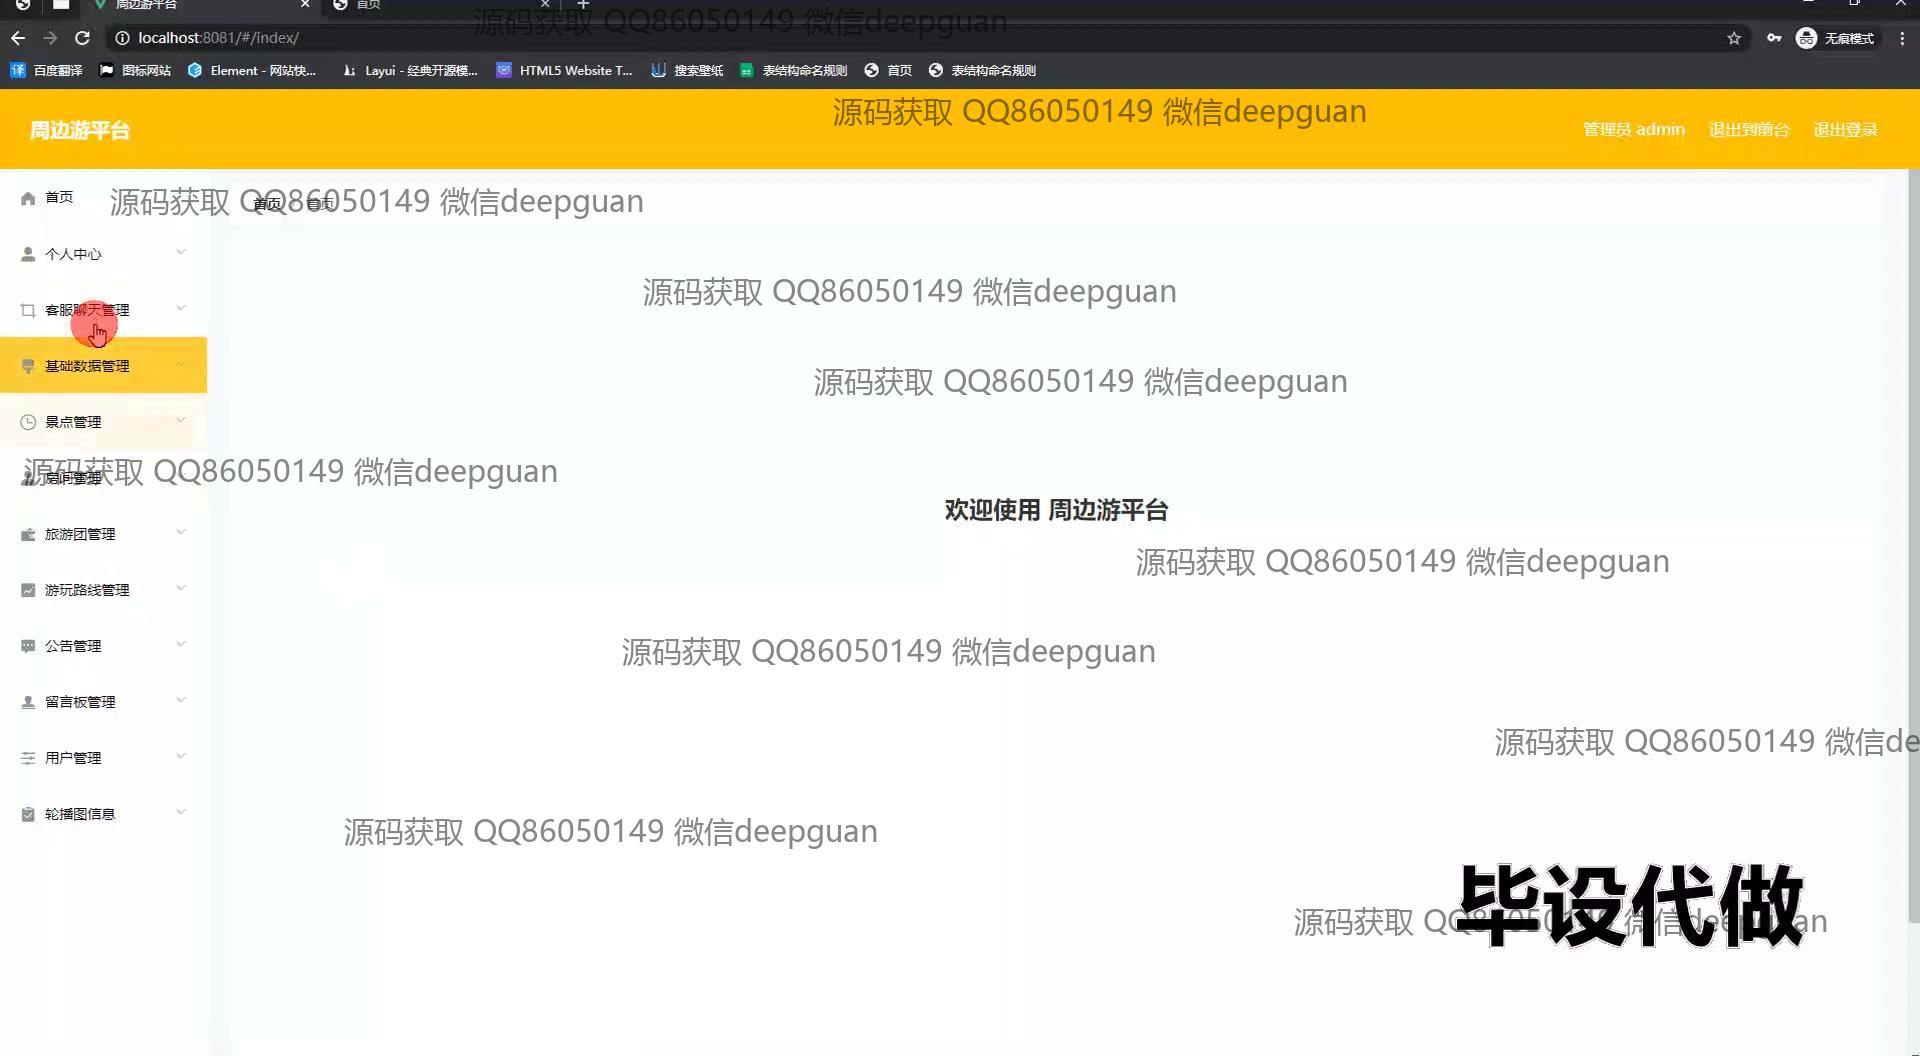 周边游平台
首页
源码获取 QQ86050149 微信deepguan
localhost:8081/#/index/
无痕模式
百度翻译
图标网站
Element - 网站快...
Layui - 经典开源模...
HTML5 Website T...
搜索壁纸
表结构命名规则
首页
表结构命名规则
周边游平台
源码获取 QQ86050149 微信deepguan
管理员 admin
退出到前台
退出登录
首页
源码获取 QQ86050149 微信deepguan
首页
首页
个人中心
源码获取 QQ86050149 微信deepguan
客服聊天管理
基础数据管理
源码获取 QQ86050149 微信deepguan
景点管理
源码获取 QQ86050149 微信deepguan
房间管理
欢迎使用 周边游平台
旅游团管理
源码获取 QQ86050149 微信deepguan
游玩路线管理
公告管理
源码获取 QQ86050149 微信deepguan
留言板管理
源码获取 QQ86050149 微信de
用户管理
轮播图信息
源码获取 QQ86050149 微信deepguan
毕设代做
源码获取 QQ86050149 微信deepguan